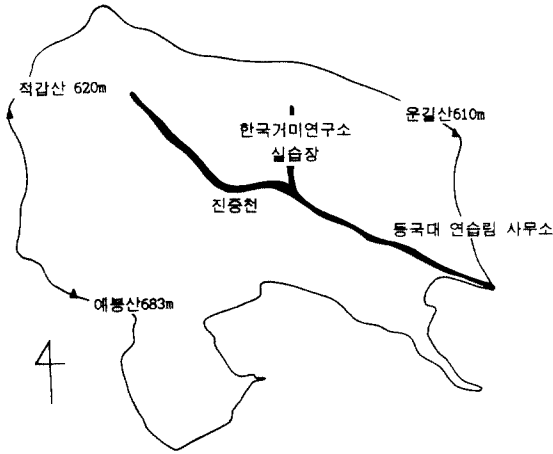 적갑산 620m
운길산610m
한국거미연구소
실습장
진중천
동국대 연습림 사무소
예봉산683m